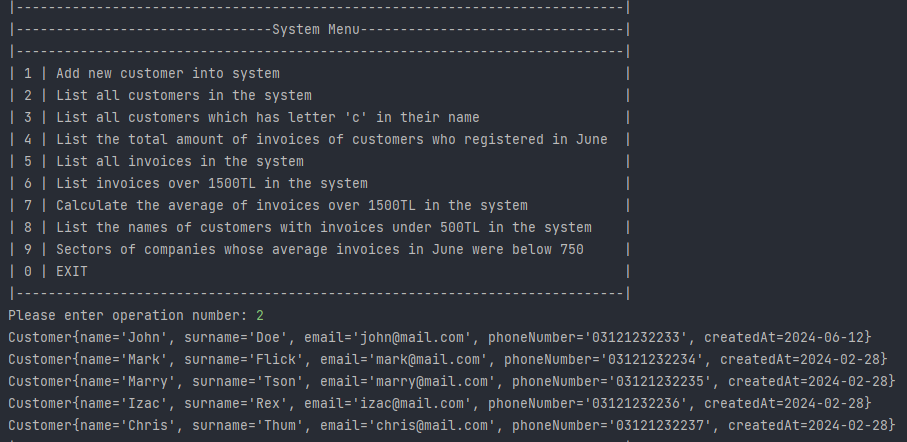 |----------------------------------------------------------------------------|
|--------------------------------System Menu---------------------------------|
|----------------------------------------------------------------------------|
| 1 | Add new customer into system                                           |
| 2 | List all customers in the system                                       |
| 3 | List all customers which has letter 'c' in their name                  |
| 4 | List the total amount of invoices of customers who registered in June  |
| 5 | List all invoices in the system                                        |
| 6 | List invoices over 1500TL in the system                                |
| 7 | Calculate the average of invoices over 1500TL in the system            |
| 8 | List the names of customers with invoices under 500TL in the system    |
| 9 | Sectors of companies whose average invoices in June were below 750     |
| 0 | EXIT                                                                   |
|----------------------------------------------------------------------------|
Please enter operation number: 2
Customer{name='John', surname='Doe', email='john@mail.com', phoneNumber='03121232233', createdAt=2024-06-12}
Customer{name='Mark', surname='Flick', email='mark@mail.com', phoneNumber='03121232234', createdAt=2024-02-28}
Customer{name='Marry', surname='Tson', email='marry@mail.com', phoneNumber='03121232235', createdAt=2024-02-28}
Customer{name='Izac', surname='Rex', email='izac@mail.com', phoneNumber='03121232236', createdAt=2024-02-28}
Customer{name='Chris', surname='Thum', email='chris@mail.com', phoneNumber='03121232237', createdAt=2024-02-28}